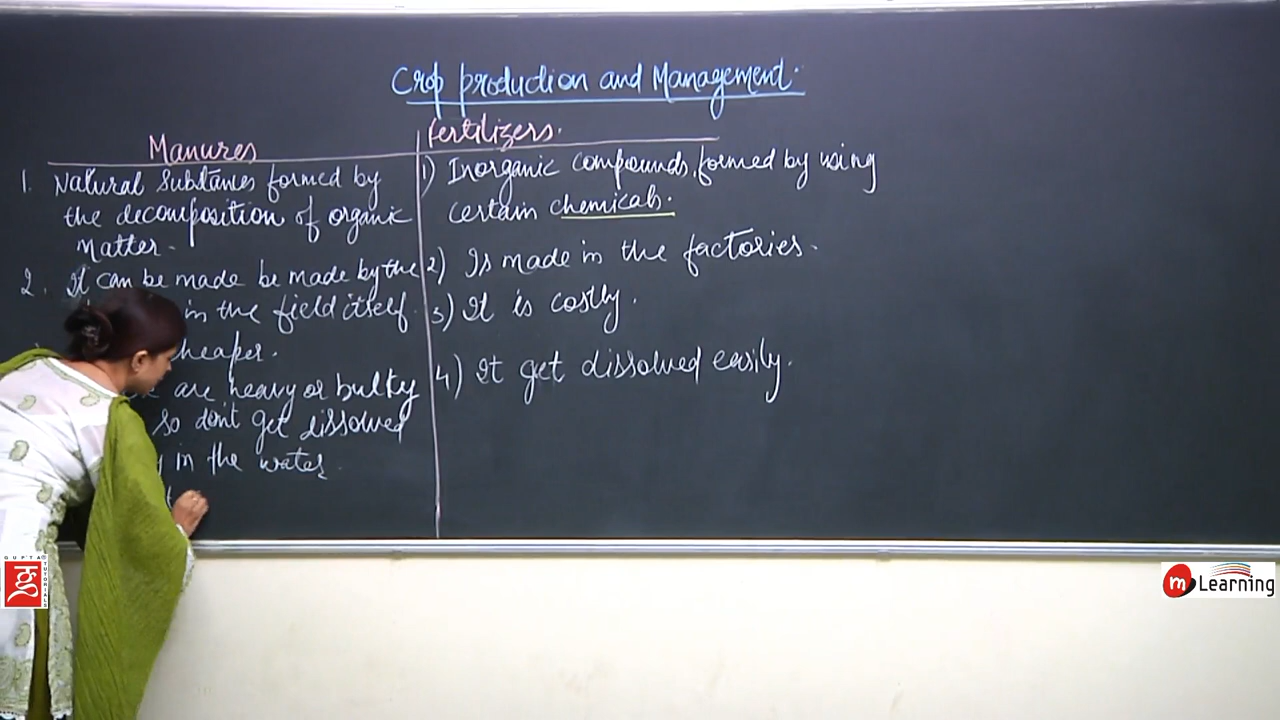 Crop production and Management.
Manures
1. Natural Substances formed by
the decomposition of organic
Matter.
2. It can be made be made by the
in the field itself.
heaper.
are heavy or bulky
so don't get dissolved
in the water.
fertilizers.
1) Inorganic compounds, formed by using
certain chemicals.
2) Is made in the factories.
3) It is costly.
4) It get dissolved easily.
GUPTA
TUTORIALS
m Learning